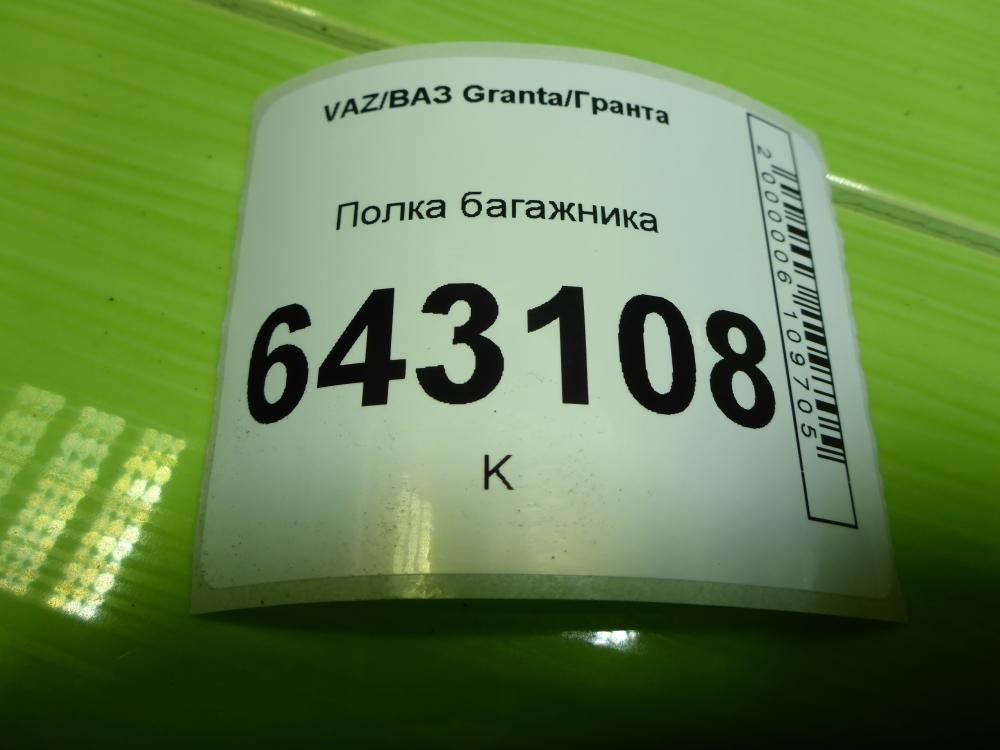 VAZ/ВАЗ Granta/Гранта
Полка багажника
643108
К
2000006109705